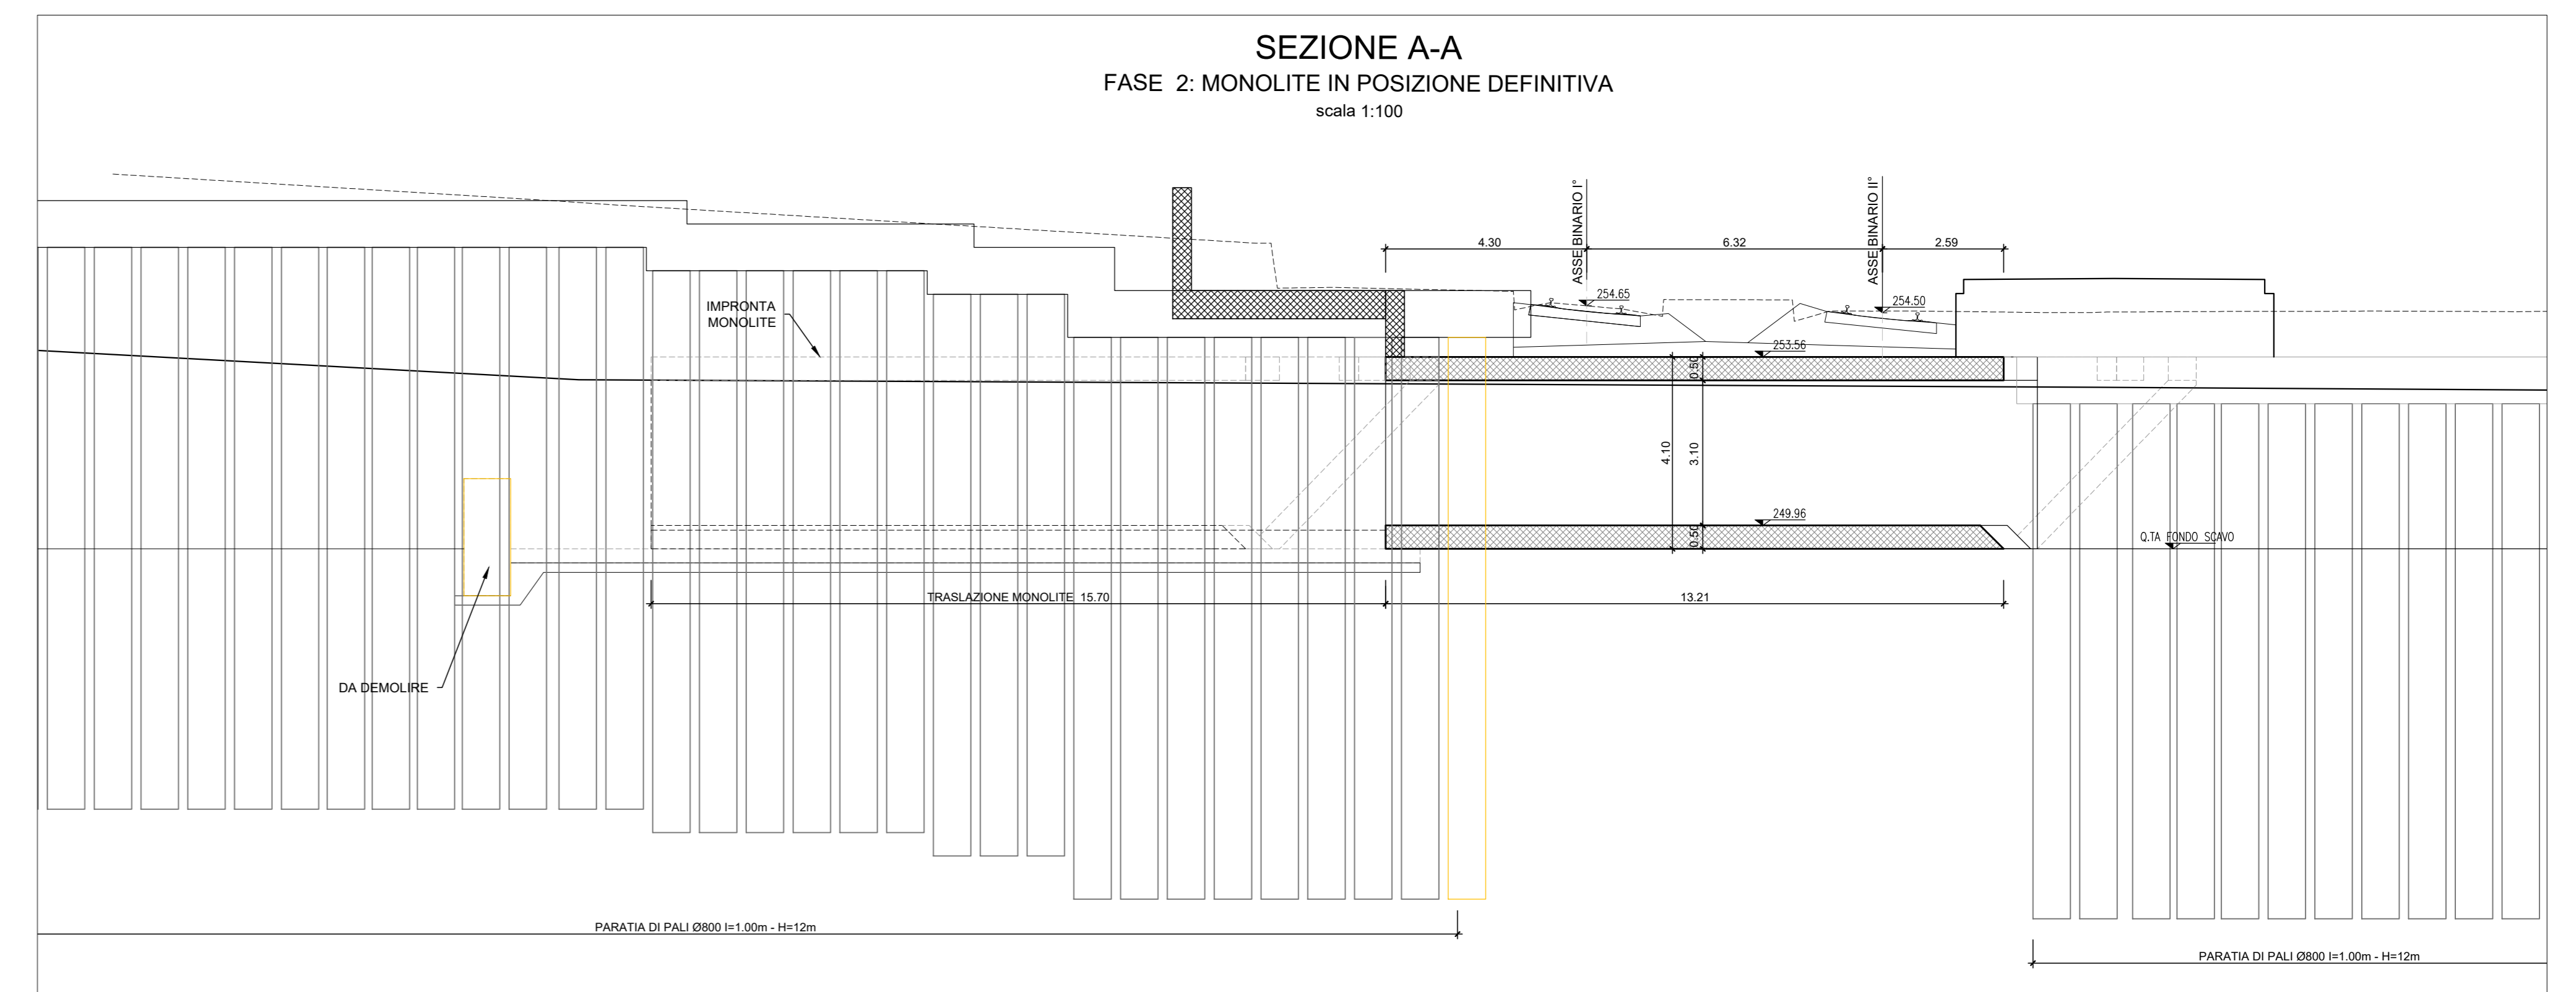 SEZIONE A-A
FASE 2: MONOLITE IN POSIZIONE DEFINITIVA
scala 1:100
ASSE BINARIO I°
ASSE BINARIO II°
4.30
6.32
2.59
254.65
254.50
IMPRONTA
MONOLITE
253.56
0.50
4.10
3.10
249.96
0.50
Q.TA FONDO SCAVO
TRASLAZIONE MONOLITE 15.70
13.21
DA DEMOLIRE
PARATIA DI PALI Ø800 I=1.00m - H=12m
PARATIA DI PALI Ø800 I=1.00m - H=12m